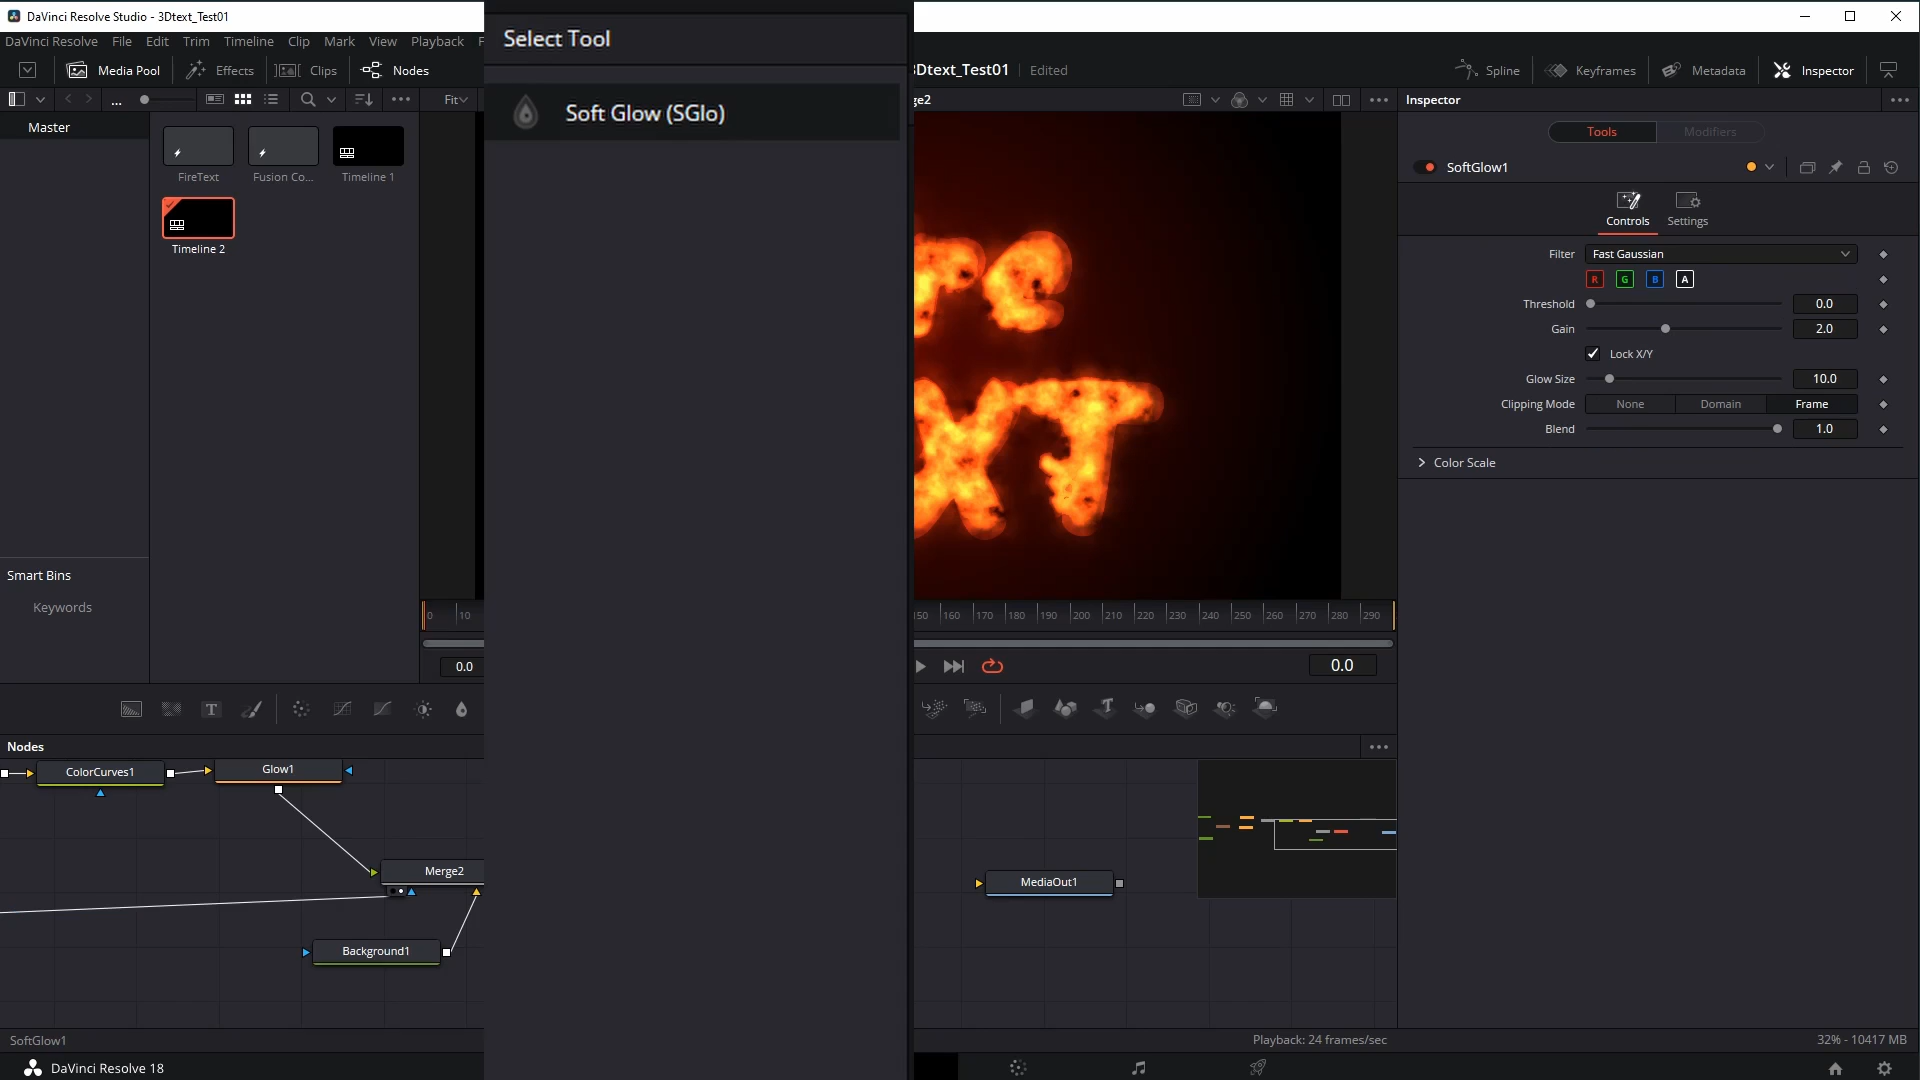 DaVinci Resolve Studio - 3Dtext_Test01
DaVinci Resolve File Edit Trim Timeline Clip Mark View Playback F
Select Tool
Media Pool Effects Clips Nodes
3Dtext_Test01 Edited
Spline Keyframes Metadata Inspector
... Fit
ge2
Inspector
Soft Glow (SGlo)
Master
FireText Fusion Co... Timeline 1
Timeline 2
Tools Modifiers
SoftGlow1
Controls Settings
Filter Fast Gaussian
R G B A
Threshold 0.0
Gain 2.0
Lock X/Y
Glow Size 10.0
Clipping Mode None Domain Frame
Blend 1.0
Color Scale
re
XT
Smart Bins
Keywords
0 10
150 160 170 180 190 200 210 220 230 240 250 260 270 280 290
0.0
0.0
T
Nodes
ColorCurves1 Glow1
Merge2
MediaOut1
Background1
SoftGlow1
Playback: 24 frames/sec
32% - 10417 MB
DaVinci Resolve 18